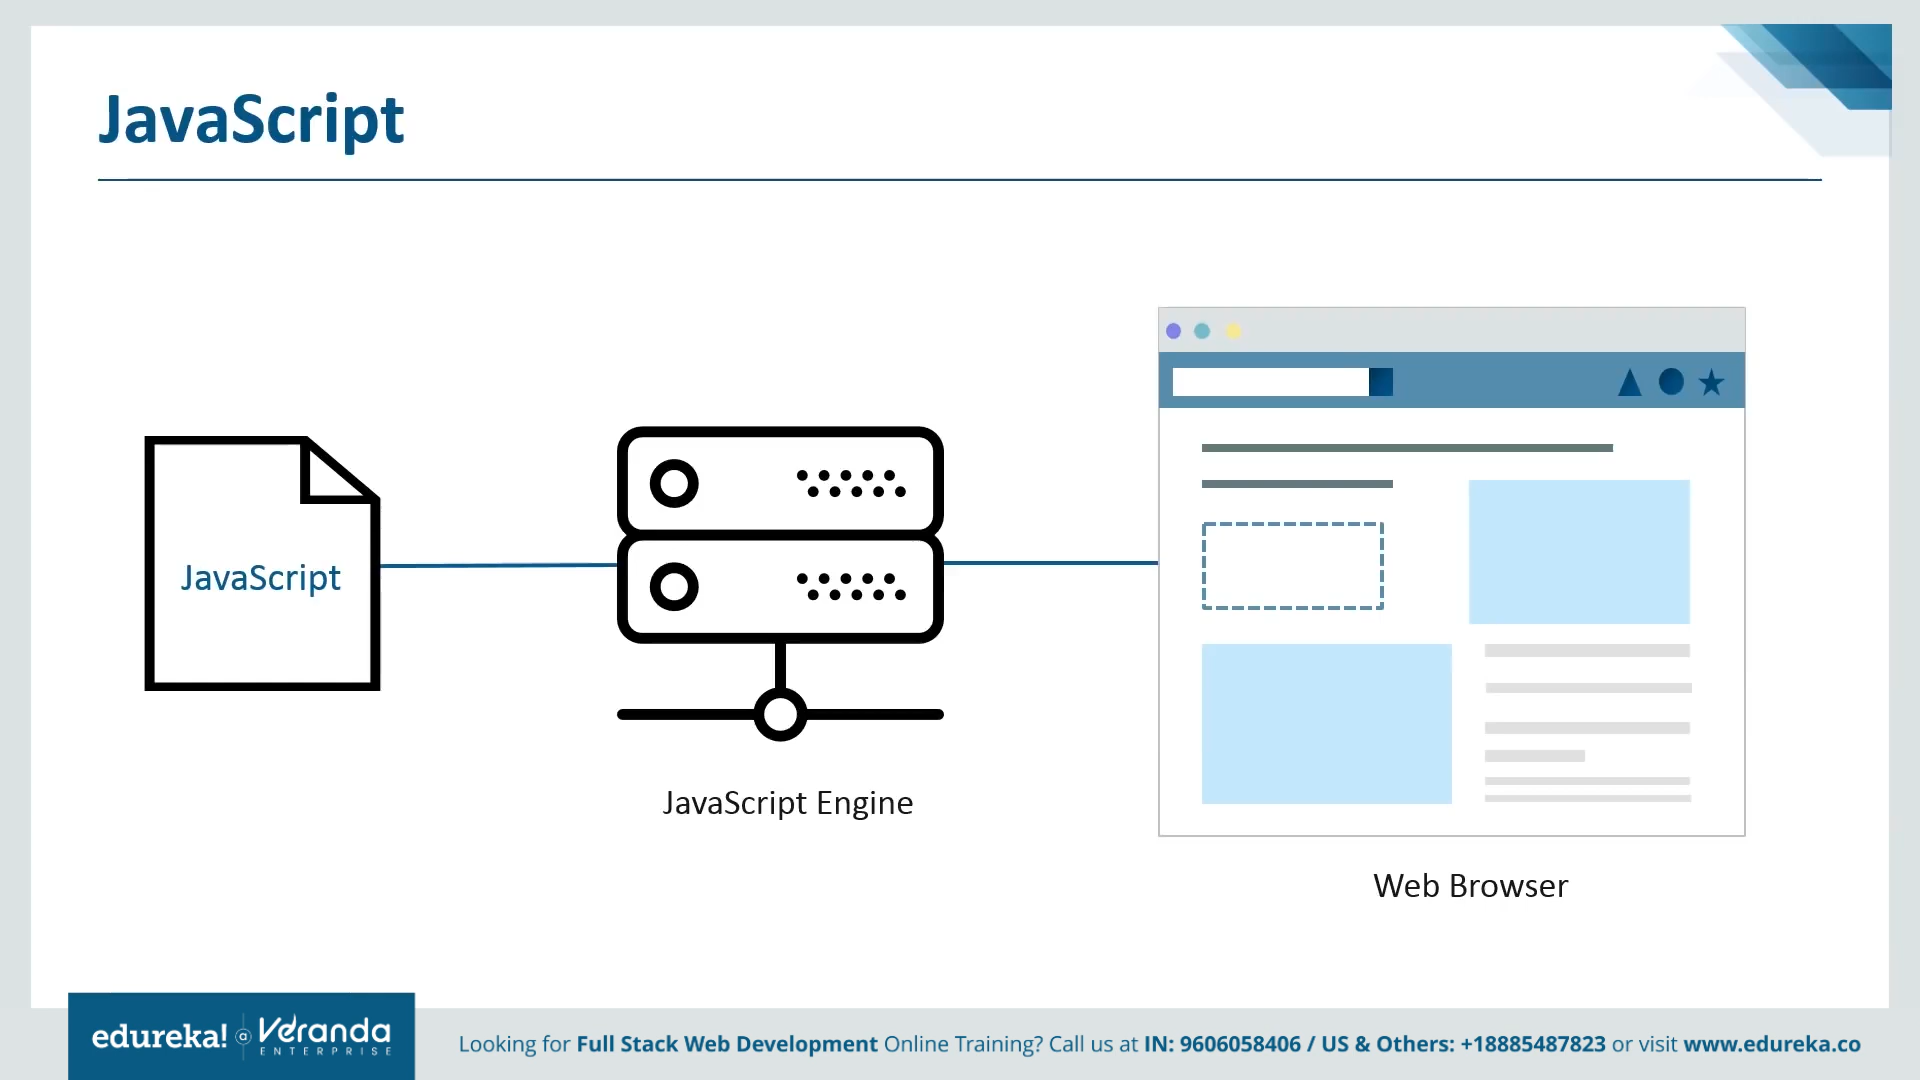 JavaScript
JavaScript
JavaScript Engine
Web Browser
edureka! a Veranda ENTERPRISE
Looking for Full Stack Web Development Online Training? Call us at IN: 9606058406 / US & Others: +18885487823 or visit www.edureka.co